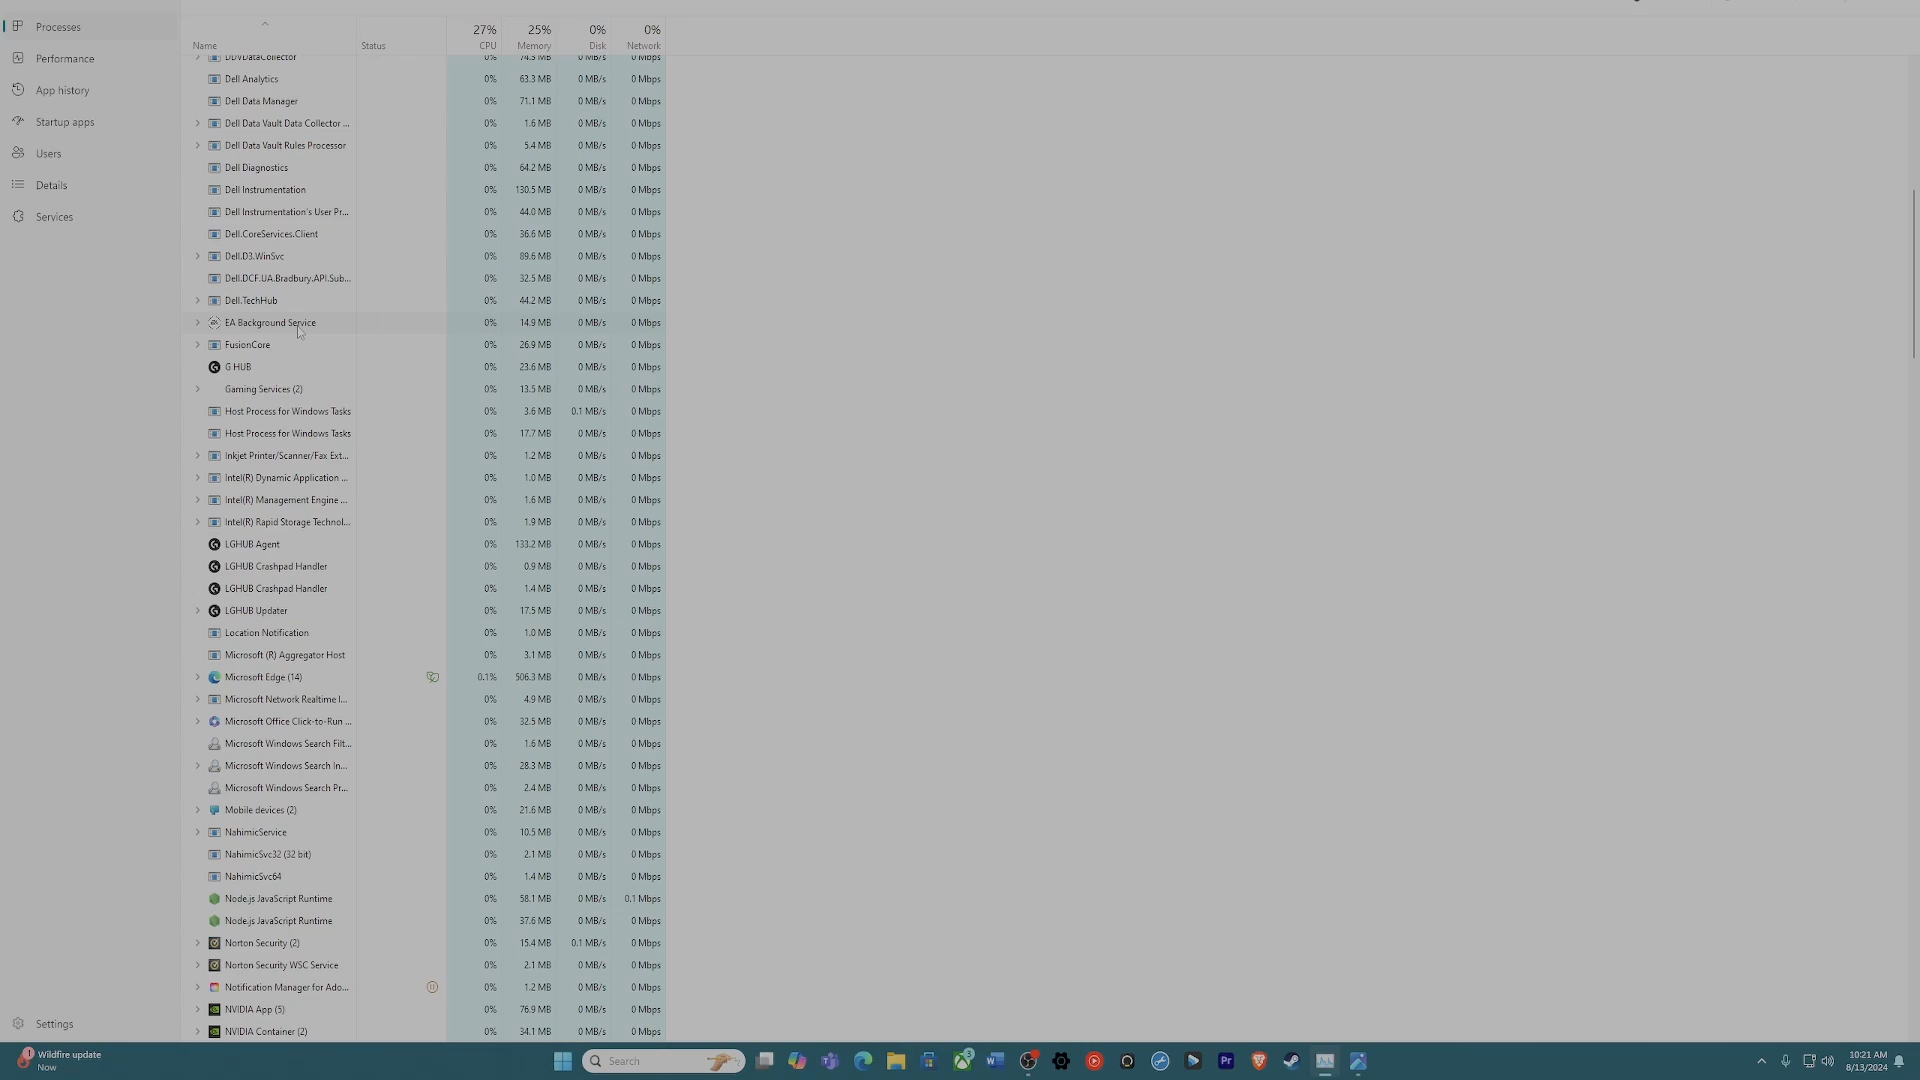 Processes
Performance
App history
Startup apps
Users
Details
Services
Settings
27% 25% 0% 0%
Name Status CPU Memory Disk Network
DDVDataCollector 0% 74.5 MB 0 MB/s 0 Mbps
Dell Analytics 0% 63.3 MB 0 MB/s 0 Mbps
Dell Data Manager 0% 71.1 MB 0 MB/s 0 Mbps
Dell Data Vault Data Collector ... 0% 1.6 MB 0 MB/s 0 Mbps
Dell Data Vault Rules Processor 0% 5.4 MB 0 MB/s 0 Mbps
Dell Diagnostics 0% 64.2 MB 0 MB/s 0 Mbps
Dell Instrumentation 0% 130.5 MB 0 MB/s 0 Mbps
Dell Instrumentation's User Pr... 0% 44.0 MB 0 MB/s 0 Mbps
Dell.CoreServices.Client 0% 36.6 MB 0 MB/s 0 Mbps
Dell.D3.WinSvc 0% 89.6 MB 0 MB/s 0 Mbps
Dell.DCF.UA.Bradbury.API.Sub... 0% 32.5 MB 0 MB/s 0 Mbps
Dell.TechHub 0% 44.2 MB 0 MB/s 0 Mbps
EA Background Service 0% 14.9 MB 0 MB/s 0 Mbps
FusionCore 0% 26.9 MB 0 MB/s 0 Mbps
G HUB 0% 23.6 MB 0 MB/s 0 Mbps
Gaming Services (2) 0% 13.5 MB 0 MB/s 0 Mbps
Host Process for Windows Tasks 0% 3.6 MB 0.1 MB/s 0 Mbps
Host Process for Windows Tasks 0% 17.7 MB 0 MB/s 0 Mbps
Inkjet Printer/Scanner/Fax Ext... 0% 1.2 MB 0 MB/s 0 Mbps
Intel(R) Dynamic Application ... 0% 1.0 MB 0 MB/s 0 Mbps
Intel(R) Management Engine ... 0% 1.6 MB 0 MB/s 0 Mbps
Intel(R) Rapid Storage Technol... 0% 1.9 MB 0 MB/s 0 Mbps
LGHUB Agent 0% 133.2 MB 0 MB/s 0 Mbps
LGHUB Crashpad Handler 0% 0.9 MB 0 MB/s 0 Mbps
LGHUB Crashpad Handler 0% 1.4 MB 0 MB/s 0 Mbps
LGHUB Updater 0% 17.5 MB 0 MB/s 0 Mbps
Location Notification 0% 1.0 MB 0 MB/s 0 Mbps
Microsoft (R) Aggregator Host 0% 3.1 MB 0 MB/s 0 Mbps
Microsoft Edge (14) 0.1% 506.3 MB 0 MB/s 0 Mbps
Microsoft Network Realtime I... 0% 4.9 MB 0 MB/s 0 Mbps
Microsoft Office Click-to-Run ... 0% 32.5 MB 0 MB/s 0 Mbps
Microsoft Windows Search Filt... 0% 1.6 MB 0 MB/s 0 Mbps
Microsoft Windows Search In... 0% 28.3 MB 0 MB/s 0 Mbps
Microsoft Windows Search Pr... 0% 2.4 MB 0 MB/s 0 Mbps
Mobile devices (2) 0% 21.6 MB 0 MB/s 0 Mbps
NahimicService 0% 10.5 MB 0 MB/s 0 Mbps
NahimicSvc32 (32 bit) 0% 2.1 MB 0 MB/s 0 Mbps
NahimicSvc64 0% 1.4 MB 0 MB/s 0 Mbps
Node.js JavaScript Runtime 0% 58.1 MB 0 MB/s 0.1 Mbps
Node.js JavaScript Runtime 0% 37.6 MB 0 MB/s 0 Mbps
Norton Security (2) 0% 15.4 MB 0.1 MB/s 0 Mbps
Norton Security WSC Service 0% 2.1 MB 0 MB/s 0 Mbps
Notification Manager for Ado... 0% 1.2 MB 0 MB/s 0 Mbps
NVIDIA App (5) 0% 76.9 MB 0 MB/s 0 Mbps
NVIDIA Container (2) 0% 34.1 MB 0 MB/s 0 Mbps
1 Wildfire update
Now
Search
3
W
Pr
10:21 AM
8/13/2024